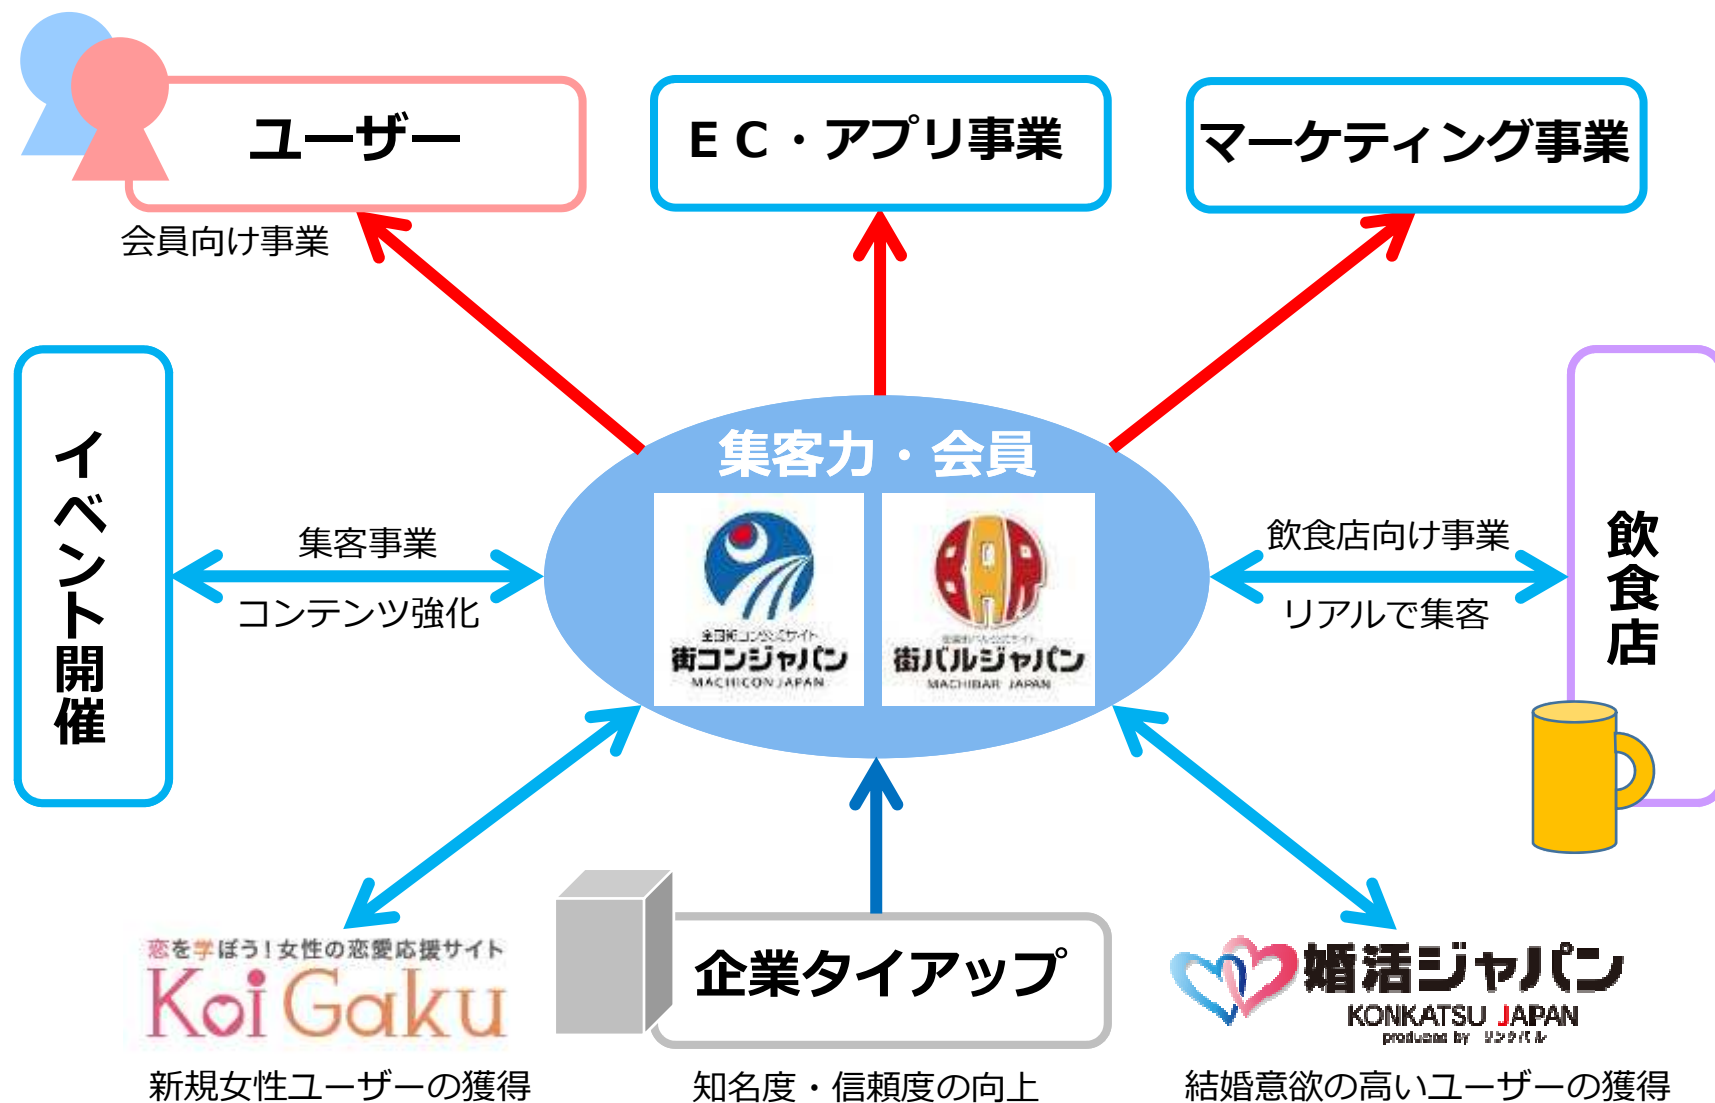 ユーザー
ＥＣ・アプリ事業
マーケティング事業
会員向け事業
イベント開催
集客事業
コンテンツ強化
集客力・会員
全国街コン公式サイト
街コンジャパン
MACHICON JAPAN
街バルジャパン
MACHIBAR JAPAN
飲食店向け事業
リアルで集客
飲食店
恋を学ぼう！女性の恋愛応援サイト
KoiGaku
新規女性ユーザーの獲得
企業タイアップ
知名度・信頼度の向上
婚活ジャパン
KONKATSU JAPAN
produced by リンクバル
結婚意欲の高いユーザーの獲得